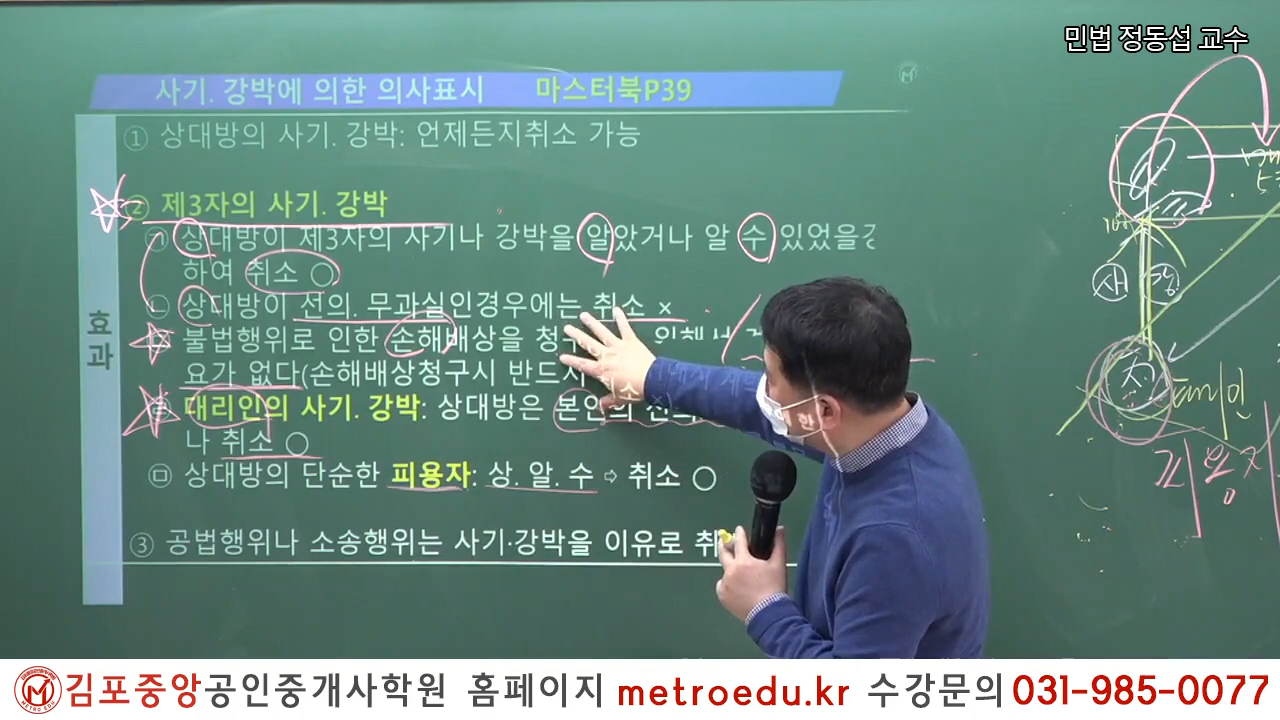 민법 정동섭 교수
사기. 강박에 의한 의사표시 마스터북P39
효과
① 상대방의 사기. 강박: 언제든지취소 가능
② 제3자의 사기. 강박
㉠ 상대방이 제3자의 사기나 강박을 알았거나 알 수 있었을
하여 취소 ○
㉡ 상대방이 선의. 무과실인경우에는 취소 ×
불법행위로 인한 손해배상을 청
요가 없다(손해배상청구시 반드시
㉣ 대리인의 사기. 강박: 상대방은 본인의 선의
나 취소 ○
㉤ 상대방의 단순한 피용자: 상. 알. 수 ⇨ 취소 ○
③ 공법행위나 소송행위는 사기·강박을 이유로 취
피용자
김포중앙공인중개사학원 홈페이지 metroedu.kr 수강문의 031-985-0077